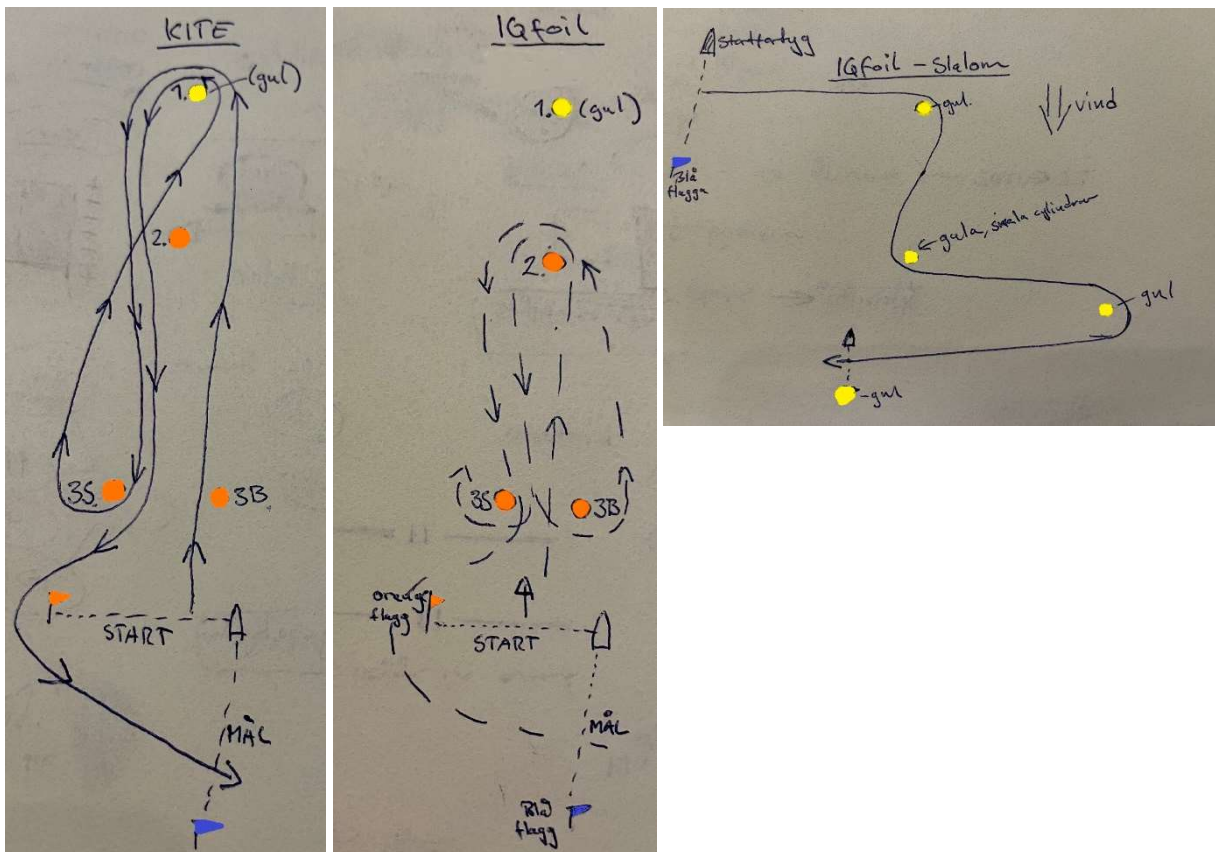 KITE
1. (gul)
2.
3S
3B
START
MÅL
IQfoil
1. (gul)
2.
3S
3B
orange
flagg
START
MÅL
Blå
flagg
startfartyg
IQfoil - Slalom
gul.
vind
Blå
flagga
gula, smala cylindrar
gul
gul